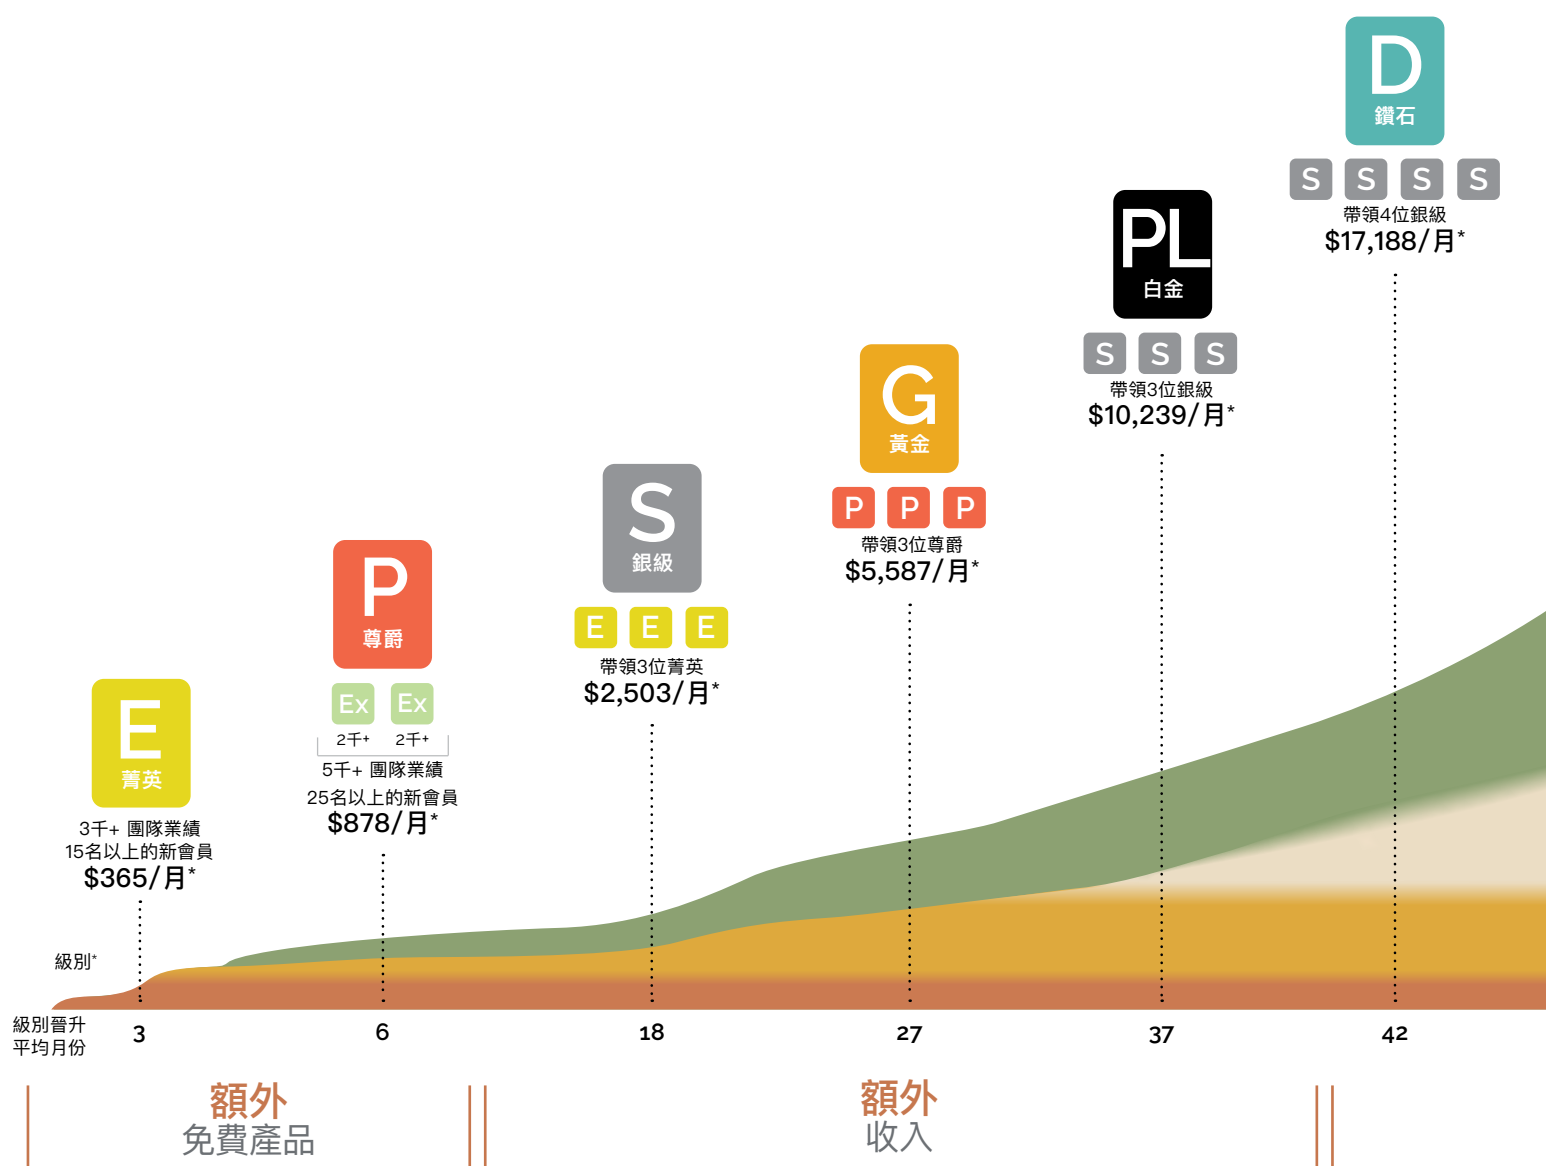 D
鑽石
S S S S
帶領4位銀級
$17,188/月*
PL
白金
S S S
帶領3位銀級
$10,239/月*
G
黃金
P P P
帶領3位尊爵
$5,587/月*
S
銀級
E E E
帶領3位菁英
$2,503/月*
P
尊爵
Ex Ex
2千+ 2千+
5千+ 團隊業績
25名以上的新會員
$878/月*
E
菁英
3千+ 團隊業績
15名以上的新會員
$365/月*
級別*
級別晉升
平均月份
3 6 18 27 37 42
額外
免費產品
額外
收入